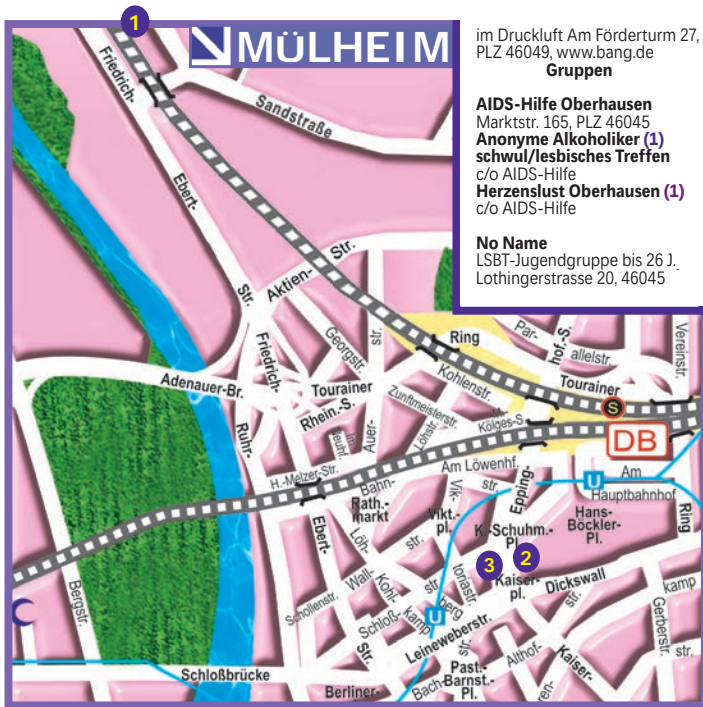 1
MÜLHEIM
im Druckluft Am Förderturm 27,
PLZ 46049, www.bang.de
Gruppen
AIDS-Hilfe Oberhausen
Marktstr. 165, PLZ 46045
Anonyme Alkoholiker (1)
schwul/lesbisches Treffen
c/o AIDS-Hilfe
Herzenslust Oberhausen (1)
c/o AIDS-Hilfe
No Name
LSBT-Jugendgruppe bis 26 J.
Lothingerstrasse 20, 46045
Friedrich-
Ebert-
Str.
Sandstraße
Aktien-
Str.
Friedrich-
Georgstr.
str.
Ring
Kohlenstr.
Par-
allelstr.
hof.-S.
Vereinstr.
Adenauer-Br.
Tourainer
Rhein.-S.
Zunftmeisterstr.
Tourainer
S
Ruhr-
Auer-
Löhstr.
Kölges-S.
DB
H.-Melzer-Str.
Bahn-
Am Löwenhf.
Vik-
str.
Epping-
U
Am
Hauptbahnhof
Rath.-
markt
Vikt.-
pl.
Hans-
Böckler-
Pl.
Ring
Ebert-
Löh-
str.
K.-Schuhm.-
Pl.
3
2
Kaiser-
pl.
Dickswall
kamp
Bergstr.
Schollenstr.
Wall-
Kohl-
kamp
str.
berg
toriastr.
Schloß-
U
Leineweberstr.
str.
Gerberstr.
str.
Str.
Schloßbrücke
Berliner-
Bach-
str.
Past.-
Barnst.-
Pl.
Althof-
Kaiser-
ren-